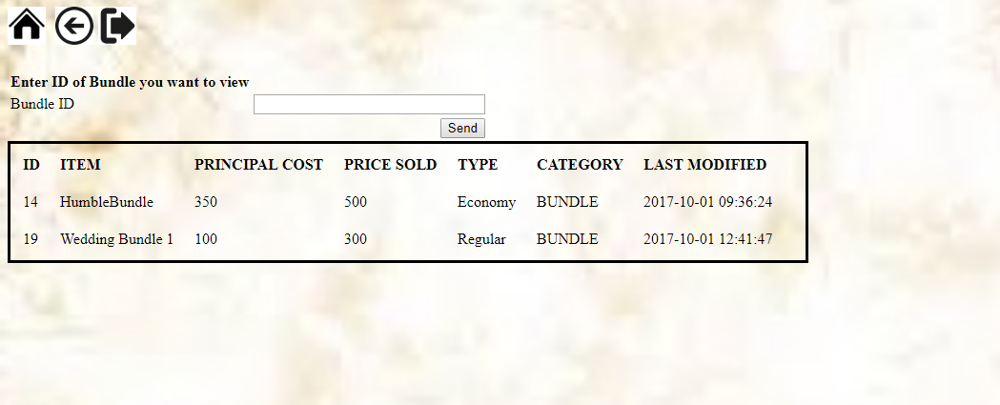 Enter ID of Bundle you want to view
Bundle ID
Send
ID ITEM PRINCIPAL COST PRICE SOLD TYPE CATEGORY LAST MODIFIED
14 HumbleBundle 350 500 Economy BUNDLE 2017-10-01 09:36:24
19 Wedding Bundle 1 100 300 Regular BUNDLE 2017-10-01 12:41:47